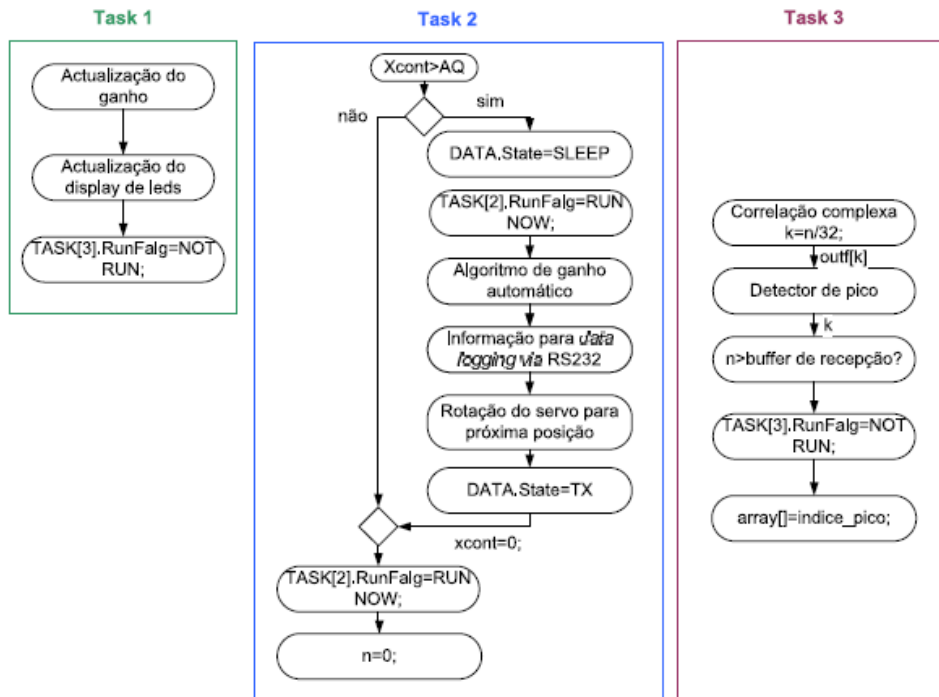 Task 1
Actualização do
ganho
Actualização do
display de leds
TASK[3].RunFalg=NOT
RUN;
Task 2
Xcont>AQ
não
sim
DATA.State=SLEEP
TASK[2].RunFalg=RUN
NOW;
Algoritmo de ganho
automático
Informação para data
logging via RS232
Rotação do servo para
próxima posição
DATA.State=TX
xcont=0;
TASK[2].RunFalg=RUN
NOW;
n=0;
Task 3
Correlação complexa
k=n/32;
outf[k]
Detector de pico
k
n>buffer de recepção?
TASK[3].RunFalg=NOT
RUN;
array[]=indice_pico;